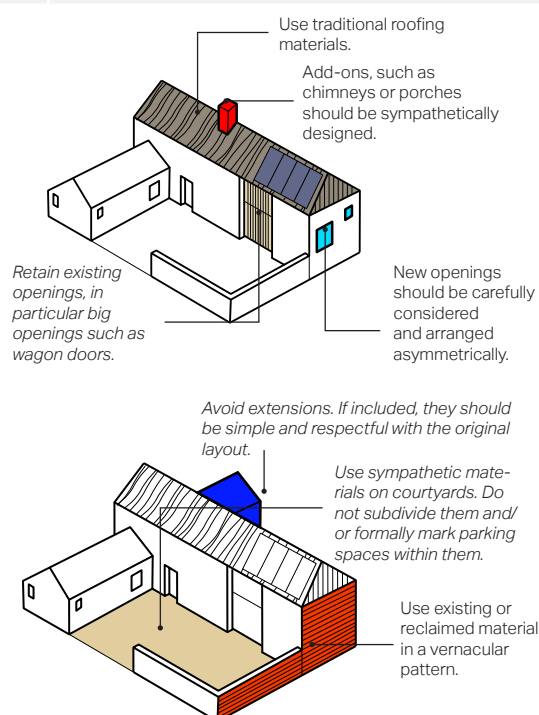 Use traditional roofing
materials.
Add-ons, such as
chimneys or porches
should be sympathetically
designed.
Retain existing
openings, in
particular big
openings such as
wagon doors.
New openings
should be carefully
considered
and arranged
asymmetrically.
Avoid extensions. If included, they should
be simple and respectful with the original
layout.
Use sympathetic mate-
rials on courtyards. Do
not subdivide them and/
or formally mark parking
spaces within them.
Use existing or
reclaimed material
in a vernacular
pattern.